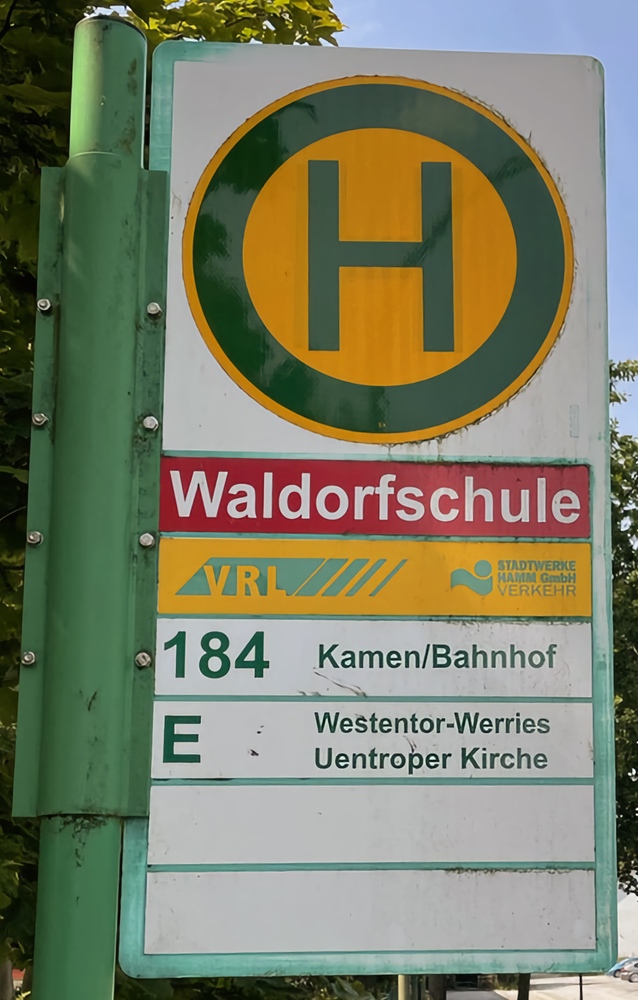 H
Waldorfschule
VRL
STADTWERKE
HAMM GmbH
VERKEHR
184 Kamen/Bahnhof
E Westentor-Werries
Uentroper Kirche